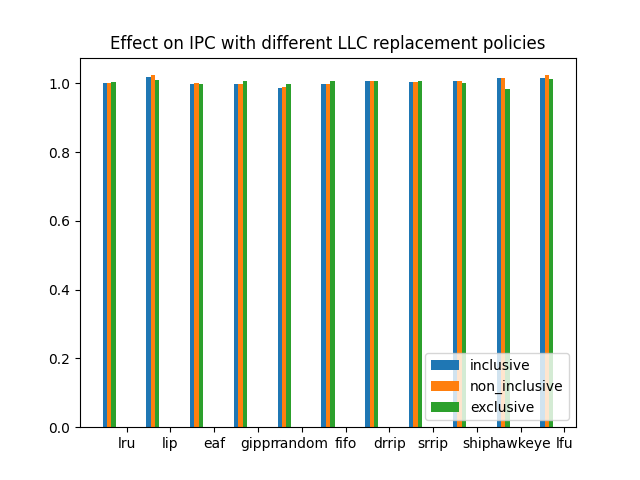 Effect on IPC with different LLC replacement policies
1.0
0.8
0.6
0.4
0.2
0.0
inclusive
non_inclusive
exclusive
lru lip eaf gippr random fifo drrip srrip ship hawkeye lfu